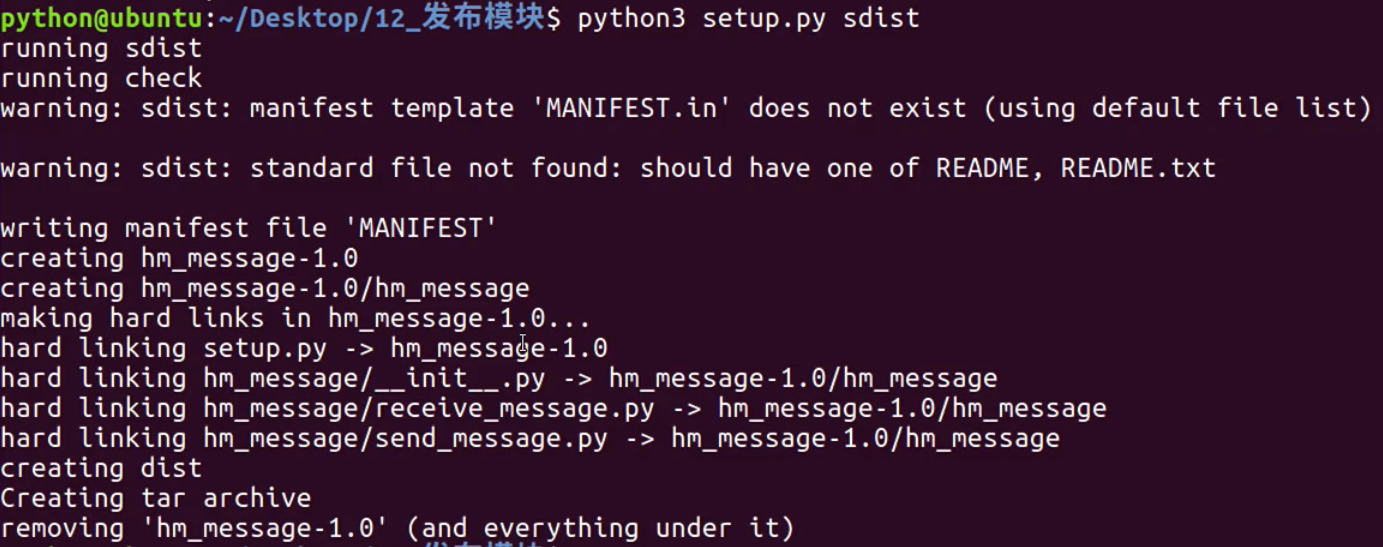 python@ubuntu:~/Desktop/12_发布模块$ python3 setup.py sdist
running sdist
running check
warning: sdist: manifest template 'MANIFEST.in' does not exist (using default file list)
warning: sdist: standard file not found: should have one of README, README.txt
writing manifest file 'MANIFEST'
creating hm_message-1.0
creating hm_message-1.0/hm_message
making hard links in hm_message-1.0...
hard linking setup.py -> hm_message-1.0
hard linking hm_message/__init__.py -> hm_message-1.0/hm_message
hard linking hm_message/receive_message.py -> hm_message-1.0/hm_message
hard linking hm_message/send_message.py -> hm_message-1.0/hm_message
creating dist
Creating tar archive
removing 'hm_message-1.0' (and everything under it)